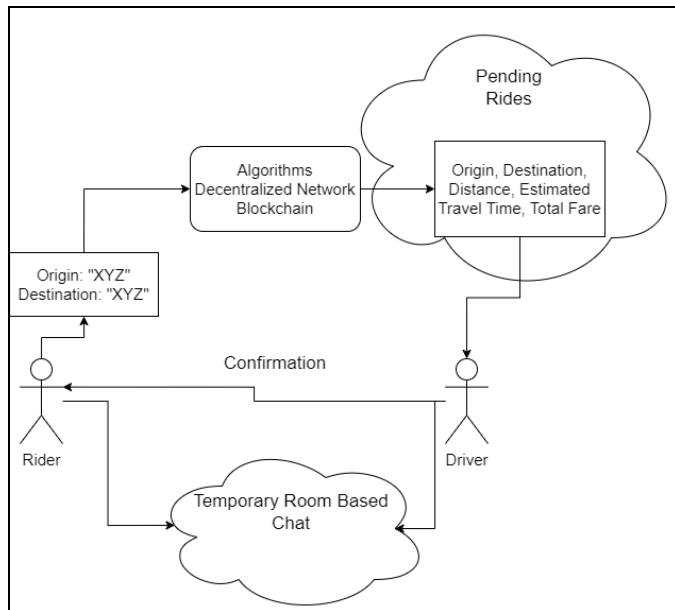 Pending
Rides
Algorithms
Decentralized Network
Blockchain
Origin, Destination,
Distance, Estimated
Travel Time, Total Fare
Origin: "XYZ"
Destination: "XYZ"
Confirmation
Rider
Driver
Temporary Room Based
Chat